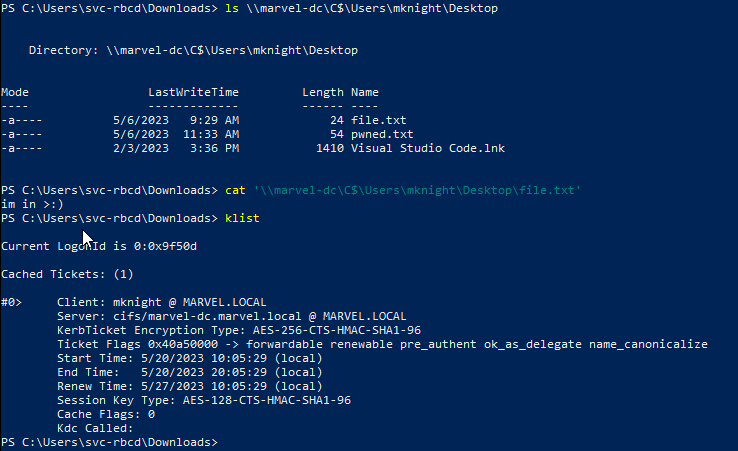 PS C:\Users\svc-rbcd\Downloads> ls \\marvel-dc\C$\Users\mknight\Desktop
Directory: \\marvel-dc\C$\Users\mknight\Desktop
Mode LastWriteTime Length Name
---- ------------- ------ ----
-a---- 5/6/2023 9:29 AM 24 file.txt
-a---- 5/6/2023 11:33 AM 54 pwned.txt
-a---- 2/3/2023 3:36 PM 1410 Visual Studio Code.lnk
PS C:\Users\svc-rbcd\Downloads> cat '\\marvel-dc\C$\Users\mknight\Desktop\file.txt'
im in >:)
PS C:\Users\svc-rbcd\Downloads> klist
Current LogonId is 0:0x9f50d
Cached Tickets: (1)
#0> Client: mknight @ MARVEL.LOCAL
Server: cifs/marvel-dc.marvel.local @ MARVEL.LOCAL
KerbTicket Encryption Type: AES-256-CTS-HMAC-SHA1-96
Ticket Flags 0x40a50000 -> forwardable renewable pre_authent ok_as_delegate name_canonicalize
Start Time: 5/20/2023 10:05:29 (local)
End Time: 5/20/2023 20:05:29 (local)
Renew Time: 5/27/2023 10:05:29 (local)
Session Key Type: AES-128-CTS-HMAC-SHA1-96
Cache Flags: 0
Kdc Called:
PS C:\Users\svc-rbcd\Downloads>